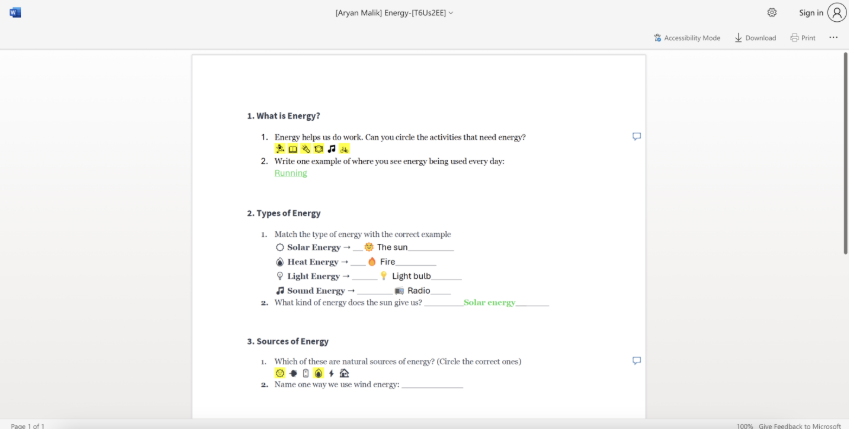 [Aryan Malik] Energy-[T6Us2EE]
Sign in
Accessibility Mode
Download
Print
1. What is Energy?
1. Energy helps us do work. Can you circle the activities that need energy?
2. Write one example of where you see energy being used every day:
Running
2. Types of Energy
1. Match the type of energy with the correct example
Solar Energy → __ 🌞 The sun__________
Heat Energy → ____ 🔥 Fire_________
Light Energy → ______ 💡 Light bulb_______
🎵 Sound Energy → ________ 📻 Radio_____
2. What kind of energy does the sun give us? _________Solar energy________
3. Sources of Energy
1. Which of these are natural sources of energy? (Circle the correct ones)
2. Name one way we use wind energy: ______________
Page 1 of 1
100% Give Feedback to Microsoft